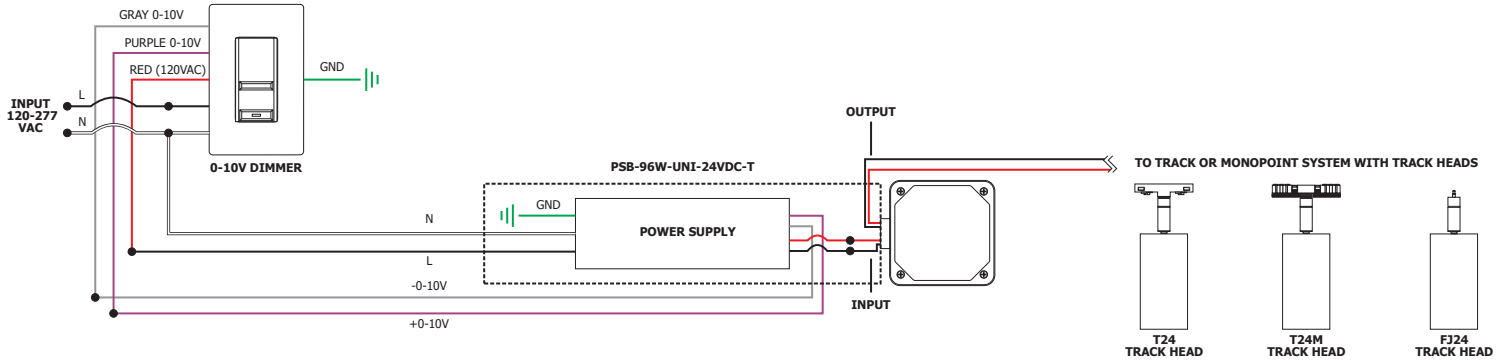 GRAY 0-10V
PURPLE 0-10V
RED (120VAC)
GND
INPUT
120-277
VAC
L
N
0-10V DIMMER
PSB-96W-UNI-24VDC-T
OUTPUT
TO TRACK OR MONOPOINT SYSTEM WITH TRACK HEADS
GND
N
POWER SUPPLY
L
-0-10V
INPUT
+0-10V
T24
TRACK HEAD
T24M
TRACK HEAD
FJ24
TRACK HEAD